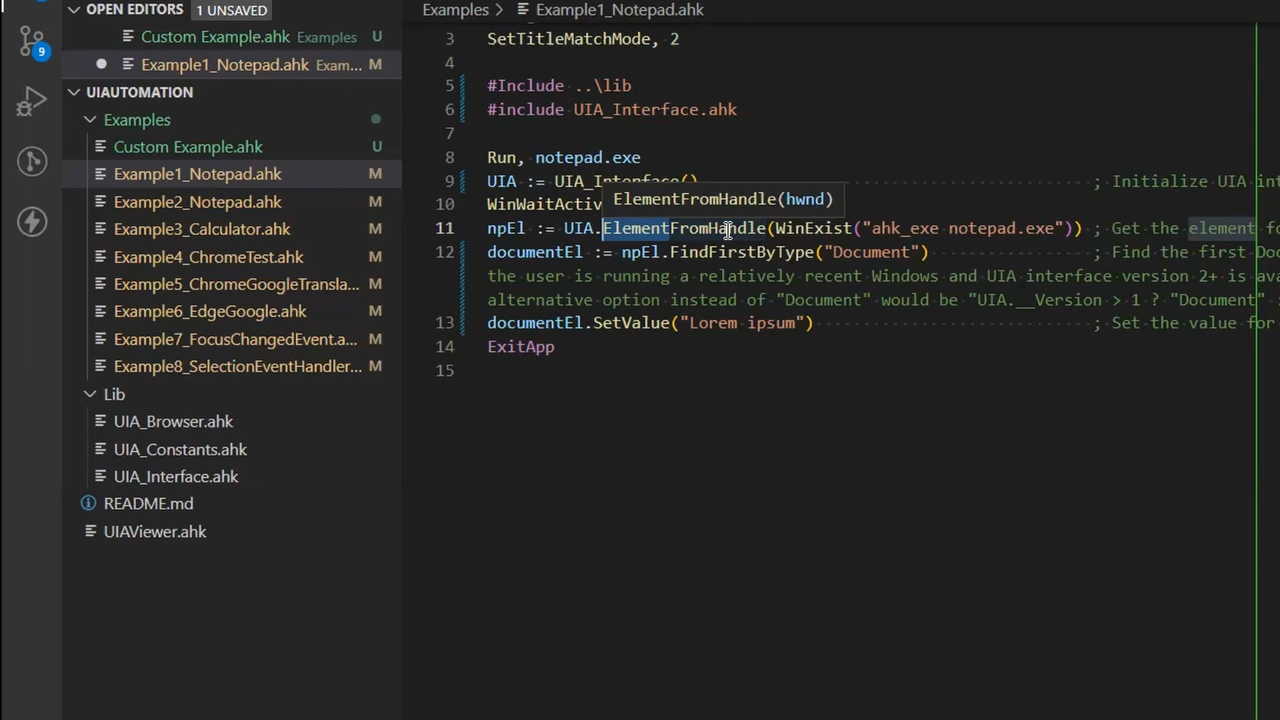 OPEN EDITORS 1 UNSAVED
Custom Example.ahk Examples U
Example1_Notepad.ahk Exam... M
UIAUTOMATION
Examples
Custom Example.ahk U
Example1_Notepad.ahk M
Example2_Notepad.ahk M
Example3_Calculator.ahk M
Example4_ChromeTest.ahk M
Example5_ChromeGoogleTransla... M
Example6_EdgeGoogle.ahk M
Example7_FocusChangedEvent.a... M
Example8_SelectionEventHandler... M
Lib
UIA_Browser.ahk
UIA_Constants.ahk
UIA_Interface.ahk
README.md
UIAViewer.ahk
9
Examples > Example1_Notepad.ahk
3 SetTitleMatchMode, 2
4
5 #Include ..\lib
6 #include UIA_Interface.ahk
7
8 Run, notepad.exe
9 UIA := UIA_Interface() ; Initialize UIA int
ElementFromHandle(hwnd)
10 WinWaitActiv
11 npEl := UIA.ElementFromHandle(WinExist("ahk_exe notepad.exe")) ; Get the element fo
12 documentEl := npEl.FindFirstByType("Document") ; Find the first Doc
the user is running a relatively recent Windows and UIA interface version 2+ is ava
alternative option instead of "Document" would be "UIA.__Version > 1 ? "Document"
13 documentEl.SetValue("Lorem ipsum") ; Set the value for
14 ExitApp
15